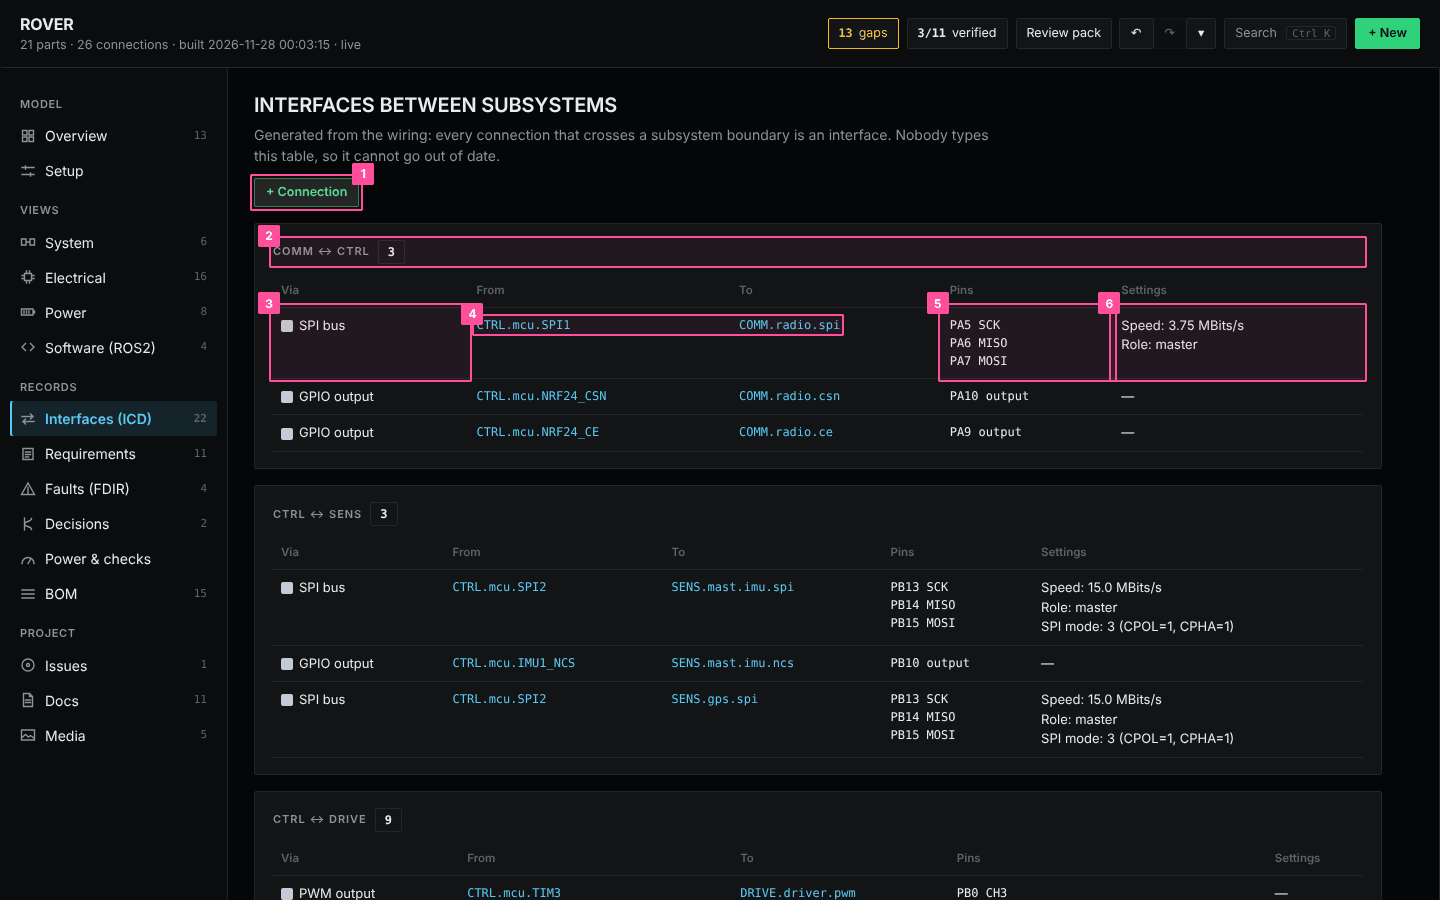 ROVER
21 parts · 26 connections · built 2026-11-28 00:03:15 · live
13 gaps
3/11 verified
Review pack
Search Ctrl K
+ New
MODEL
Overview 13
Setup
VIEWS
System 6
Electrical 16
Power 8
Software (ROS2) 4
RECORDS
Interfaces (ICD) 22
Requirements 11
Faults (FDIR) 4
Decisions 2
Power & checks
BOM 15
PROJECT
Issues 1
Docs 11
Media 5
INTERFACES BETWEEN SUBSYSTEMS
Generated from the wiring: every connection that crosses a subsystem boundary is an interface. Nobody types
this table, so it cannot go out of date.
1
+ Connection
2
COMM ↔ CTRL 3
Via From To Pins Settings
3 4 5 6
SPI bus CTRL.mcu.SPI1 COMM.radio.spi PA5 SCK Speed: 3.75 MBits/s
PA6 MISO Role: master
PA7 MOSI
GPIO output CTRL.mcu.NRF24_CSN COMM.radio.csn PA10 output —
GPIO output CTRL.mcu.NRF24_CE COMM.radio.ce PA9 output —
CTRL ↔ SENS 3
Via From To Pins Settings
SPI bus CTRL.mcu.SPI2 SENS.mast.imu.spi PB13 SCK Speed: 15.0 MBits/s
PB14 MISO Role: master
PB15 MOSI SPI mode: 3 (CPOL=1, CPHA=1)
GPIO output CTRL.mcu.IMU1_NCS SENS.mast.imu.ncs PB10 output —
SPI bus CTRL.mcu.SPI2 SENS.gps.spi PB13 SCK Speed: 15.0 MBits/s
PB14 MISO Role: master
PB15 MOSI SPI mode: 3 (CPOL=1, CPHA=1)
CTRL ↔ DRIVE 9
Via From To Pins Settings
PWM output CTRL.mcu.TIM3 DRIVE.driver.pwm PB0 CH3 —